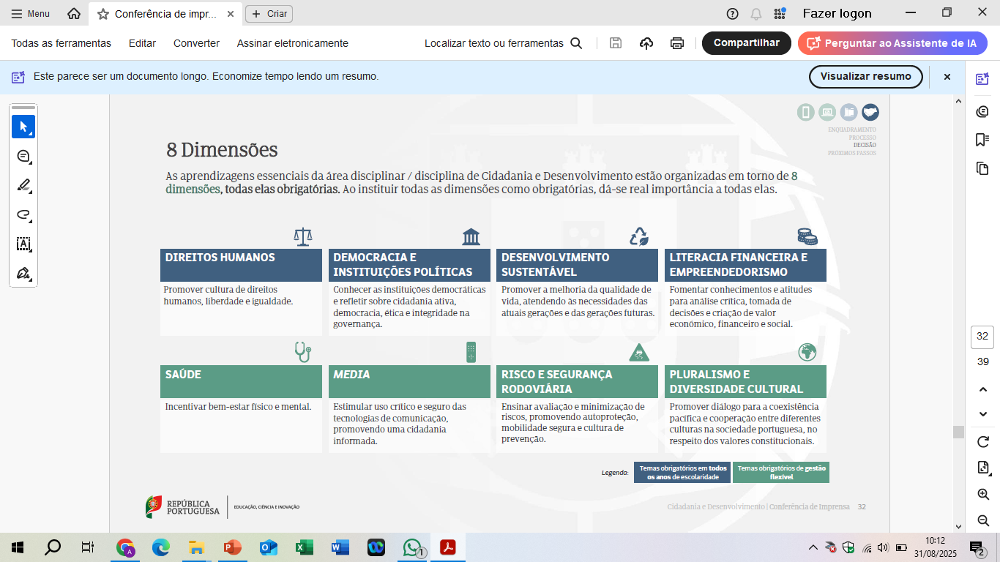 Menu
Conferência de impr...
Criar
Fazer logon
Todas as ferramentas
Editar
Converter
Assinar eletronicamente
Localizar texto ou ferramentas
Compartilhar
Perguntar ao Assistente de IA
Este parece ser um documento longo. Economize tempo lendo um resumo.
Visualizar resumo
ENQUADRAMENTO
PROCESSO
DECISÃO
PRÓXIMOS PASSOS
8 Dimensões
As aprendizagens essenciais da área disciplinar / disciplina de Cidadania e Desenvolvimento estão organizadas em torno de 8
dimensões, todas elas obrigatórias. Ao instituir todas as dimensões como obrigatórias, dá-se real importância a todas elas.
DIREITOS HUMANOS
Promover cultura de direitos
humanos, liberdade e igualdade.
DEMOCRACIA E
INSTITUIÇÕES POLÍTICAS
Conhecer as instituições democráticas
e refletir sobre cidadania ativa,
democracia, ética e integridade na
governança.
DESENVOLVIMENTO
SUSTENTÁVEL
Promover a melhoria da qualidade de
vida, atendendo às necessidades das
atuais gerações e das gerações futuras.
LITERACIA FINANCEIRA E
EMPREENDEDORISMO
Fomentar conhecimentos e atitudes
para análise crítica, tomada de
decisões e criação de valor
económico, financeiro e social.
SAÚDE
Incentivar bem-estar físico e mental.
MEDIA
Estimular uso crítico e seguro das
tecnologias de comunicação,
promovendo uma cidadania
informada.
RISCO E SEGURANÇA
RODOVIÁRIA
Ensinar avaliação e minimização de
riscos, promovendo autoproteção,
mobilidade segura e cultura de
prevenção.
PLURALISMO E
DIVERSIDADE CULTURAL
Promover diálogo para a coexistência
pacífica e cooperação entre diferentes
culturas na sociedade portuguesa, no
respeito dos valores constitucionais.
Legenda:
Temas obrigatórios em todos
os anos de escolaridade
Temas obrigatórios de gestão
flexível
REPÚBLICA
PORTUGUESA
EDUCAÇÃO, CIÊNCIA E INOVAÇÃO
Cidadania e Desenvolvimento | Conferência de Imprensa 32
32
39
10:12
31/08/2025
1
2